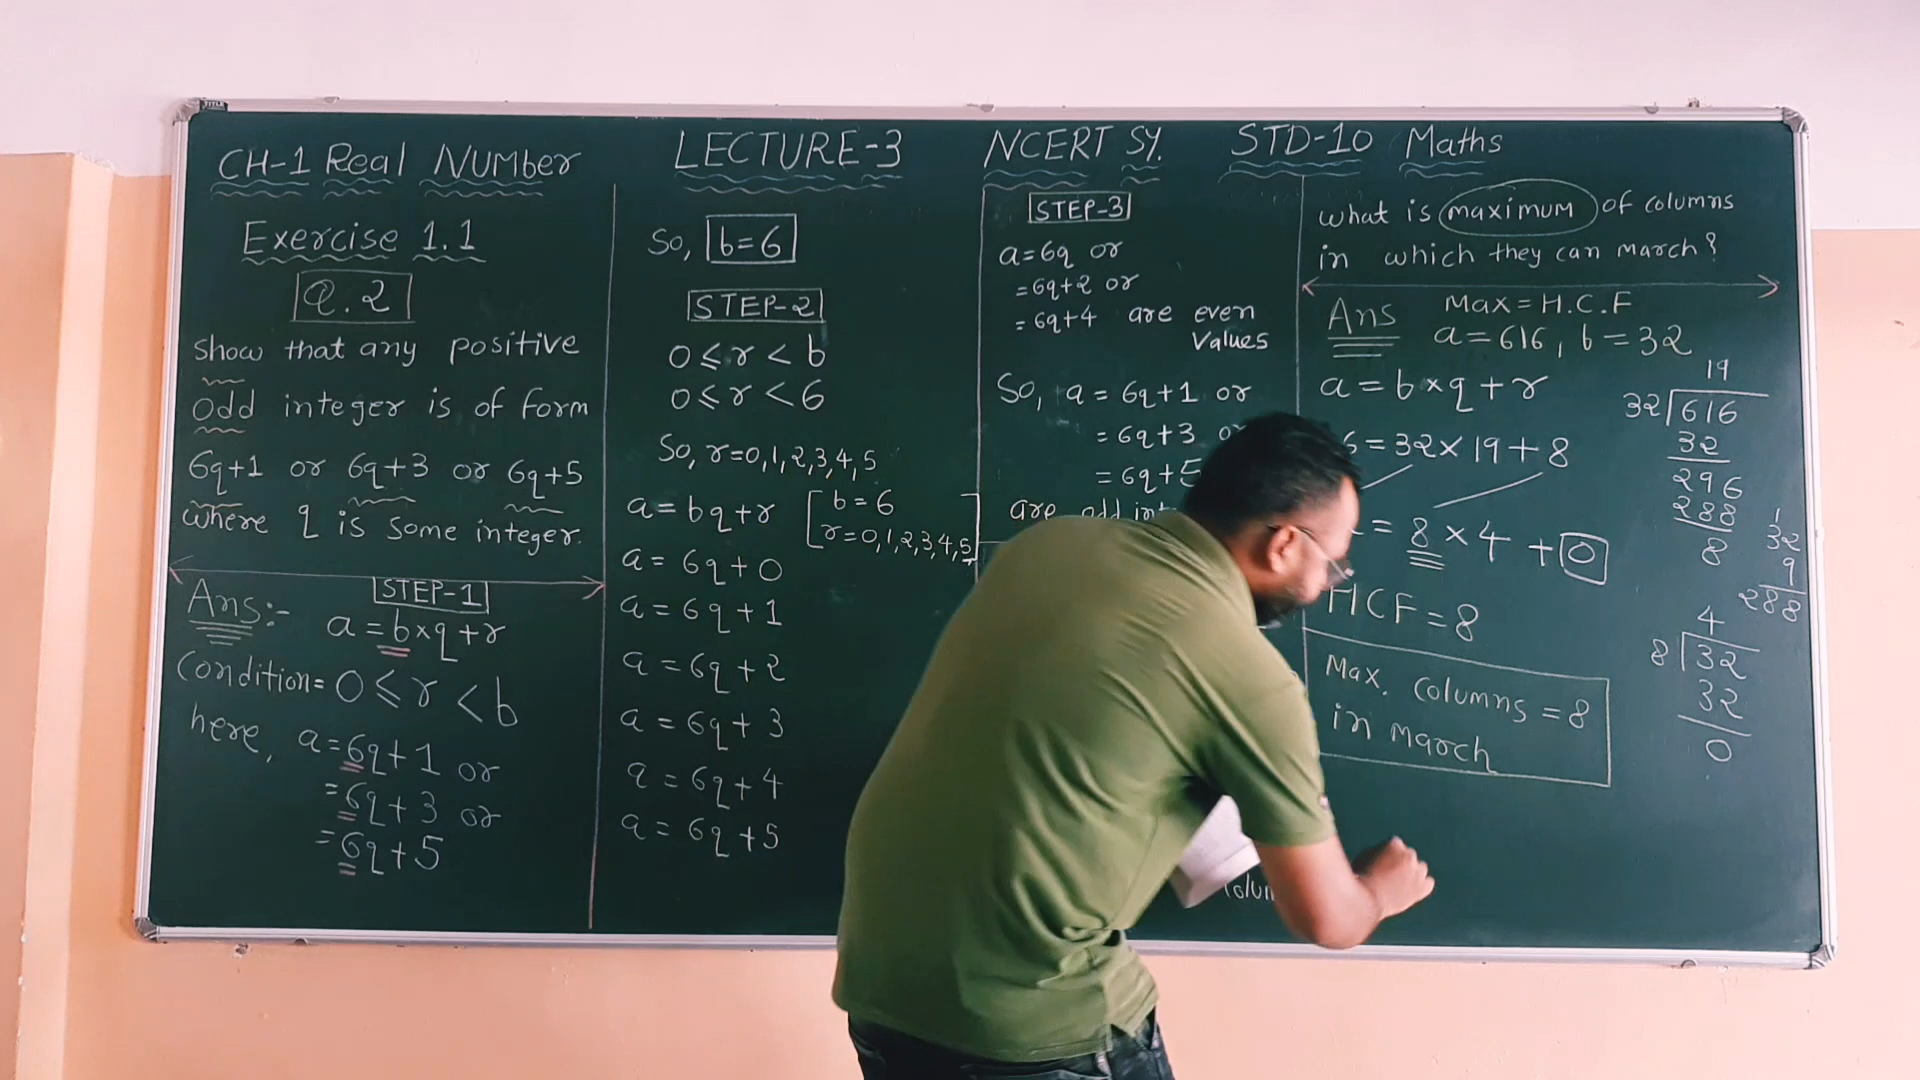 TITLE
CH-1 Real NUMber
LECTURE-3
NCERT SY.
STD-10 Maths
Exercise 1.1
Q.2
Show that any positive
odd integer is of form
6q+1 or 6q+3 or 6q+5
where q is some integer.
Ans:-
STEP-1
a=b×q+r
Condition= 0≤r<b
here, a=6q+1 or
=6q+3 or
=6q+5
So, b=6
STEP-2
0≤r<b
0≤r<6
So, r=0,1,2,3,4,5
a=bq+r [b=6
r=0,1,2,3,4,5]
a=6q+0
a=6q+1
a=6q+2
a=6q+3
a=6q+4
a=6q+5
STEP-3
a=6q or
=6q+2 or
=6q+4 are even
Values
So, a=6q+1 or
=6q+3 or
=6q+5
are odd int
what is maximum of columns
in which they can march?
Ans
Max=H.C.F
a=616, b=32
a=b×q+r
6=32×19+8
=8×4+0
HCF=8
Max. Columns=8
in march
19
32 616
32
296
288
8
1
32
9
288
4
8 32
32
0